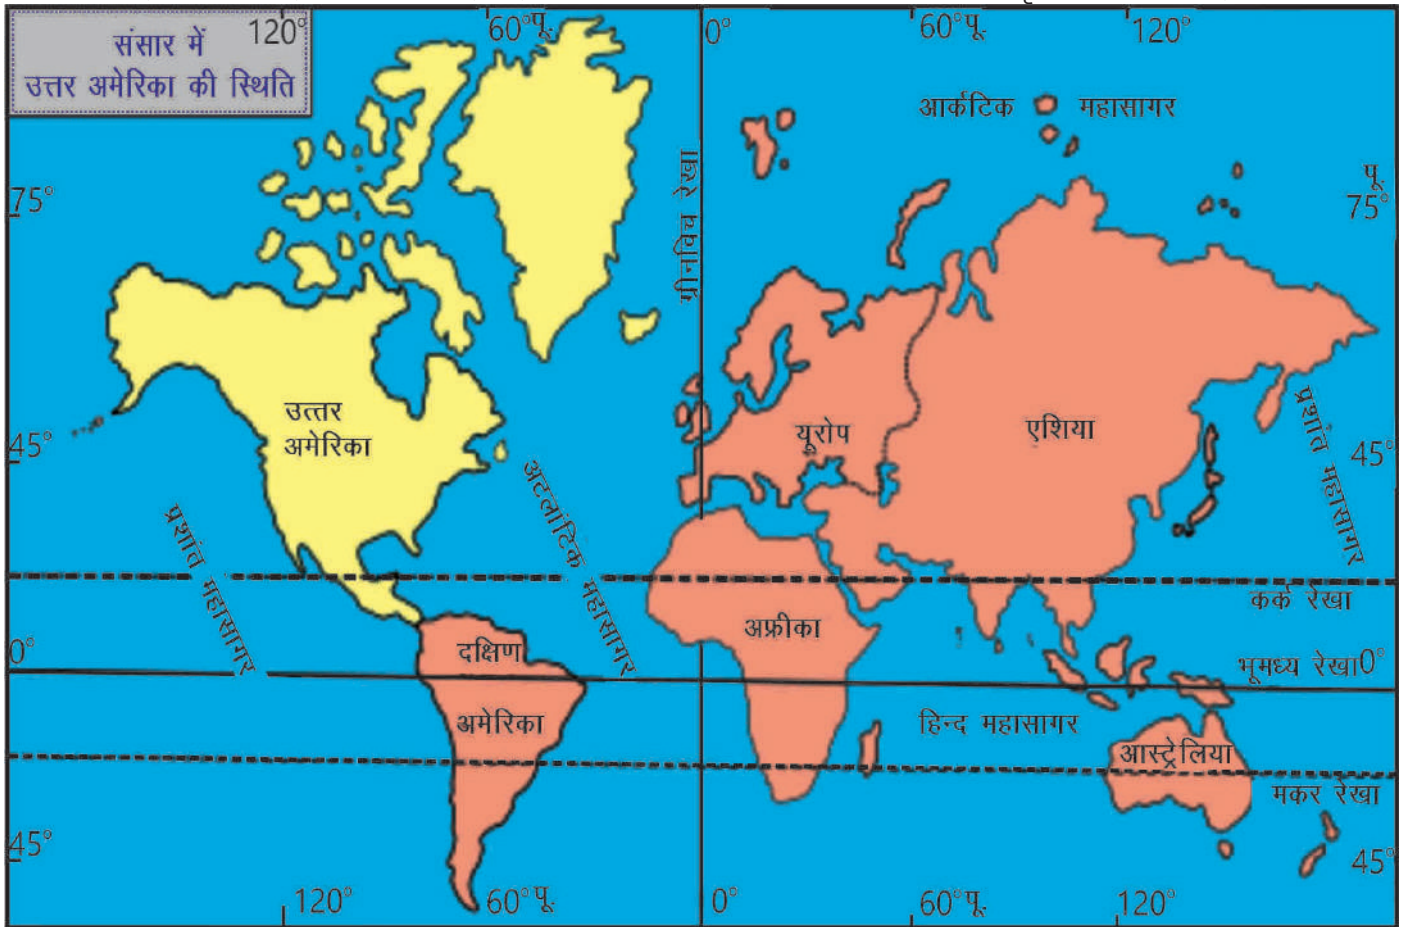 संसार में
उत्तर अमेरिका की स्थिति
120°
60°पू.
0°
60°पू.
120°
आर्कटिक महासागर
ग्रीनविच रेखा
75°
पू.
75°
उत्तर
अमेरिका
यूरोप
एशिया
45°
45°
प्रशांत महासागर
अटलांटिक महासागर
प्रशांत महासागर
कर्क रेखा
अफ्रीका
0°
दक्षिण
अमेरिका
भूमध्य रेखा0°
हिन्द महासागर
आस्ट्रेलिया
मकर रेखा
45°
45°
120°
60°पू.
0°
60°पू.
120°